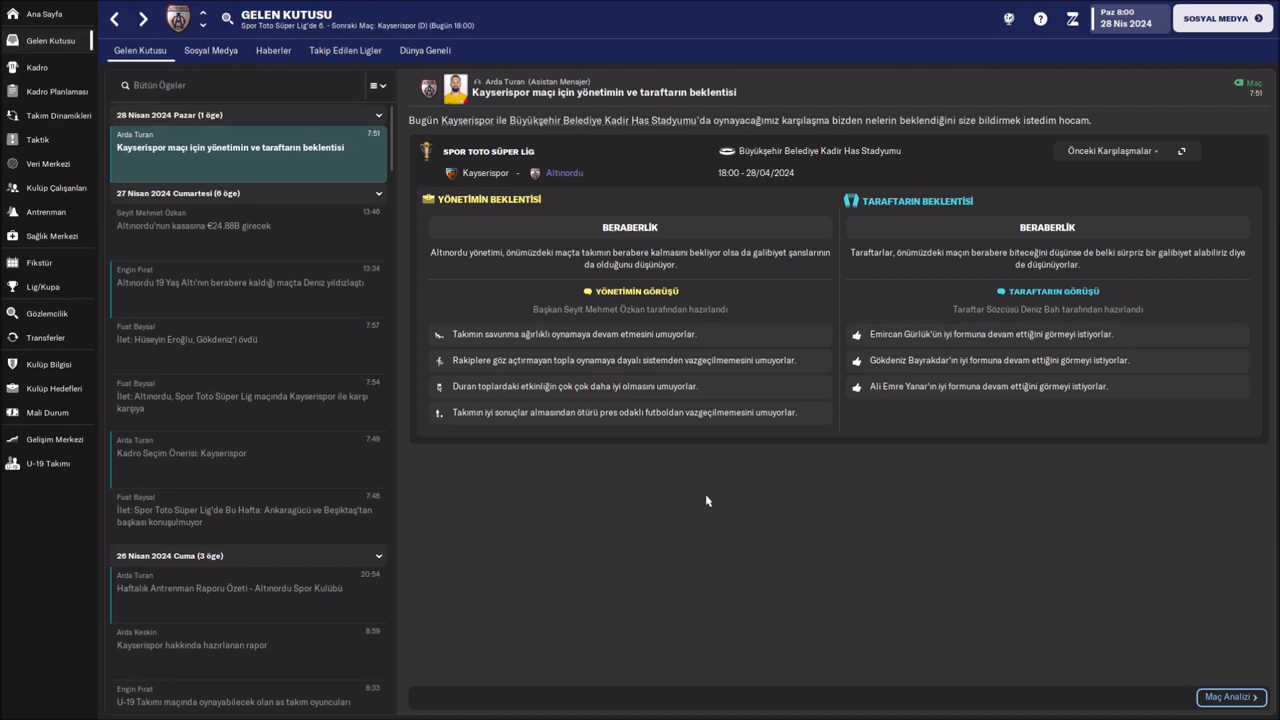 Ana Sayfa
Gelen Kutusu
Kadro
Kadro Planlaması
Takım Dinamikleri
Taktik
Veri Merkezi
Kulüp Çalışanları
Antrenman
Sağlık Merkezi
Fikstür
Lig/Kupa
Gözlemcilik
Transferler
Kulüp Bilgisi
Kulüp Hedefleri
Mali Durum
Gelişim Merkezi
U-19 Takımı
GELEN KUTUSU
Spor Toto Süper Lig'de 6. - Sonraki Maç: Kayserispor (D) (Bugün 18:00)
Paz 8:00
28 Nis 2024
SOSYAL MEDYA
Gelen Kutusu
Sosyal Medya
Haberler
Takip Edilen Ligler
Dünya Geneli
Bütün Ögeler
28 Nisan 2024 Pazar (1 öge)
Arda Turan 7:51
Kayserispor maçı için yönetim ve taraftarın beklentisi
27 Nisan 2024 Cumartesi (6 öge)
Seyit Mehmet Özkan 13:46
Altınordu'nun kasasına €24.88B girecek
Engin Fırat 13:34
Altınordu 19 Yaş Altı'nın berabere kaldığı maçta Deniz yıldızlaştı
Fuat Baysal 7:57
İlet: Hüseyin Eroğlu, Gökdeniz'i övdü
Fuat Baysal 7:54
İlet: Altınordu, Spor Toto Süper Lig maçında Kayserispor ile karşı
karşıya
Arda Turan 7:49
Kadro Seçim Önerisi: Kayserispor
Fuat Baysal 7:46
İlet: Spor Toto Süper Lig'de Bu Hafta: Ankaragücü ve Beşiktaş'tan
başkası konuşulmuyor
26 Nisan 2024 Cuma (3 öge)
Arda Turan 20:54
Haftalık Antrenman Raporu Özeti - Altınordu Spor Kulübü
Arda Keskin 8:59
Kayserispor hakkında hazırlanan rapor
Engin Fırat 8:33
U-19 Takımı maçında oynayabilecek olan as takım oyuncuları
Arda Turan (Asistan Menajer)
Kayserispor maçı için yönetim ve taraftarın beklentisi
Maç
7:51
Bugün Kayserispor ile Büyükşehir Belediye Kadir Has Stadyumu'da oynayacağımız karşılaşma bizden nelerin beklendiğini size bildirmek istedim hocam.
SPOR TOTO SÜPER LİG
Büyükşehir Belediye Kadir Has Stadyumu
Önceki Karşılaşmalar
Kayserispor - Altınordu
18:00 - 28/04/2024
YÖNETİMİN BEKLENTİSİ
BERABERLİK
Altınordu yönetimi, önümüzdeki maçta takımın berabere kalmasını bekliyor olsa da galibiyet şanslarının
da olduğunu düşünüyor.
YÖNETİMİN GÖRÜŞÜ
Başkan Seyit Mehmet Özkan tarafından hazırlandı
Takımın savunma ağırlıklı oynamaya devam etmesini umuyorlar.
Rakiplere göz açtırmayan topla oynamaya dayalı sistemden vazgeçilmemesini umuyorlar.
Duran toplardaki etkinliğin çok çok daha iyi olmasını umuyorlar.
Takımın iyi sonuçlar almasından ötürü pres odaklı futboldan vazgeçilmemesini umuyorlar.
TARAFTARIN BEKLENTİSİ
BERABERLİK
Taraftarlar, önümüzdeki maçın berabere biteceğini düşünse de belki sürpriz bir galibiyet alabiliriz diye
de düşünüyorlar.
TARAFTARIN GÖRÜŞÜ
Taraftar Sözcüsü Deniz Bah tarafından hazırlandı
Emircan Gürlük'ün iyi formuna devam ettiğini görmeyi istiyorlar.
Gökdeniz Bayrakdar'ın iyi formuna devam ettiğini görmeyi istiyorlar.
Ali Emre Yanar'ın iyi formuna devam ettiğini görmeyi istiyorlar.
Maç Analizi